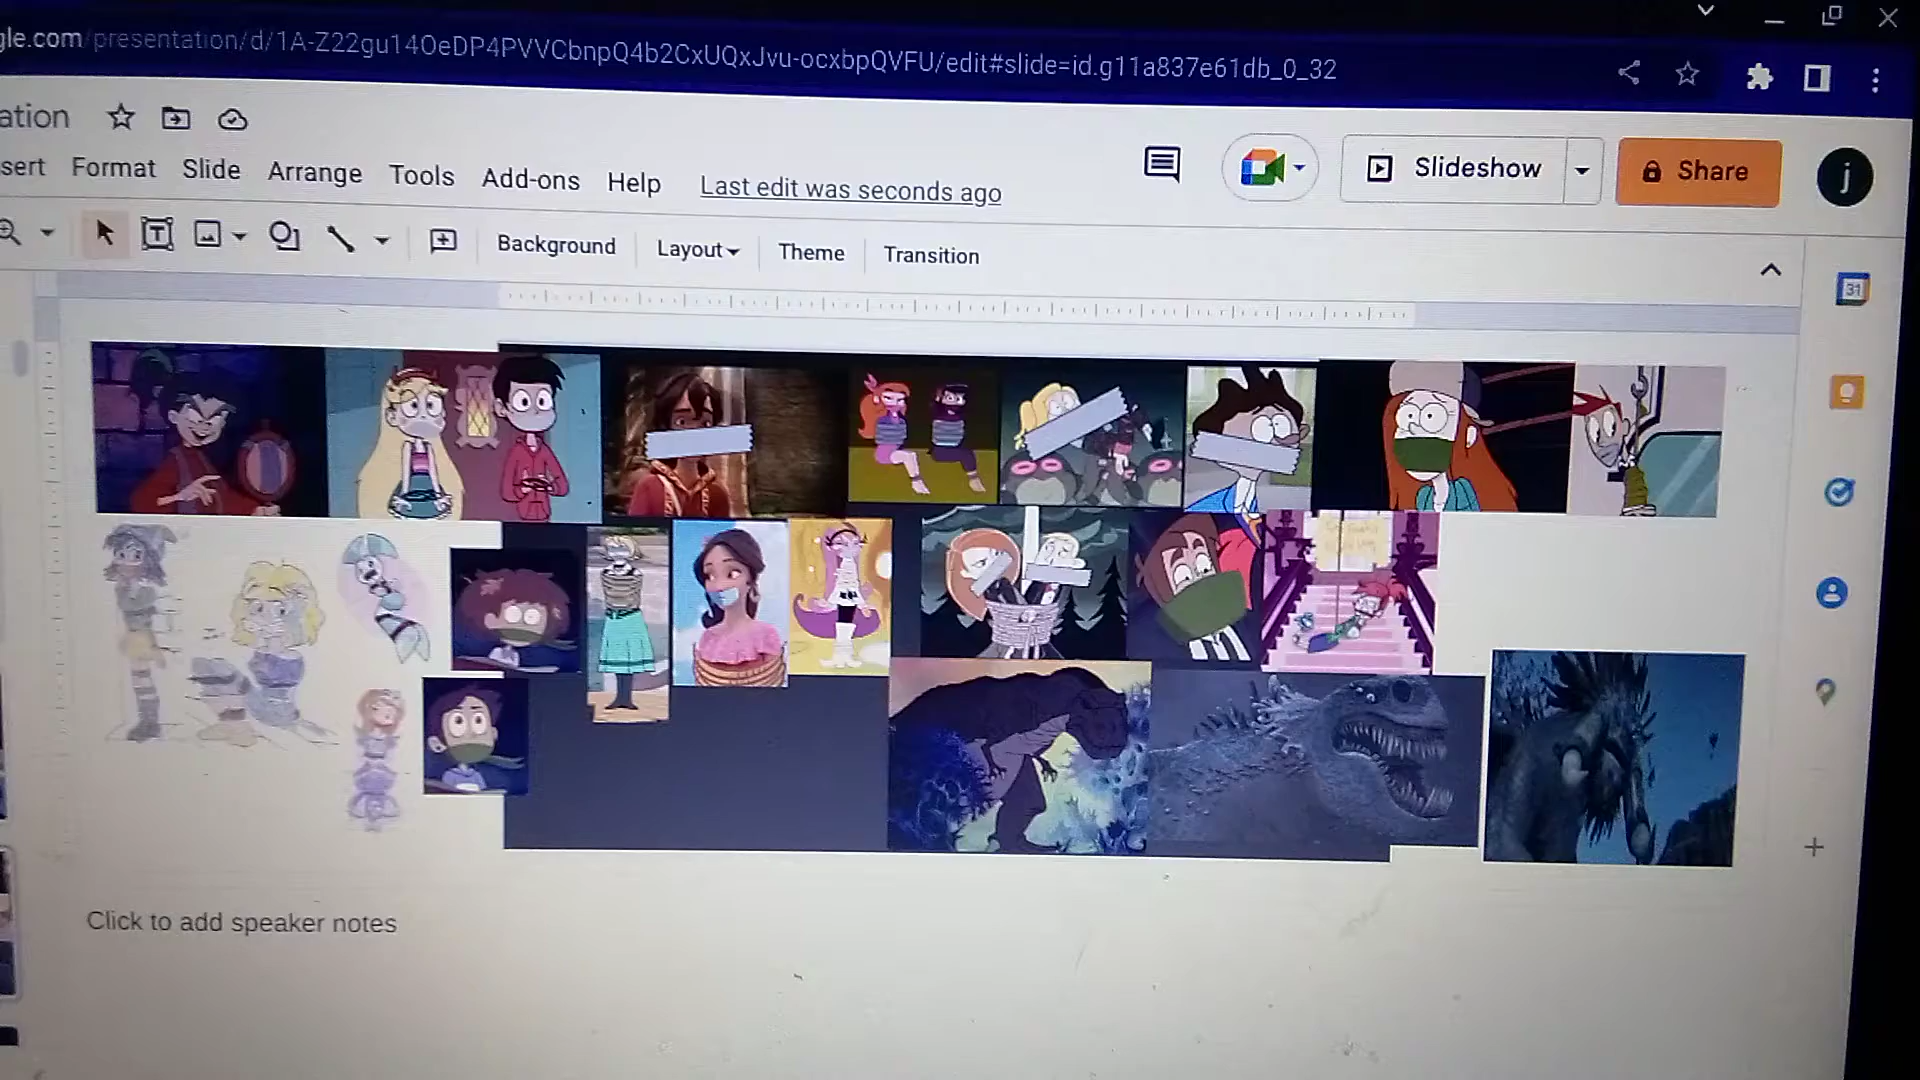 gle.com/presentation/d/1A-Z22gu14OeDP4PVVCbnpQ4b2CxUQxJvu-ocxbpQVFU/edit#slide=id.g11a837e61db_0_32
ation
sert Format Slide Arrange Tools Add-ons Help Last edit was seconds ago
Slideshow
Share
j
Background Layout Theme Transition
31
Click to add speaker notes